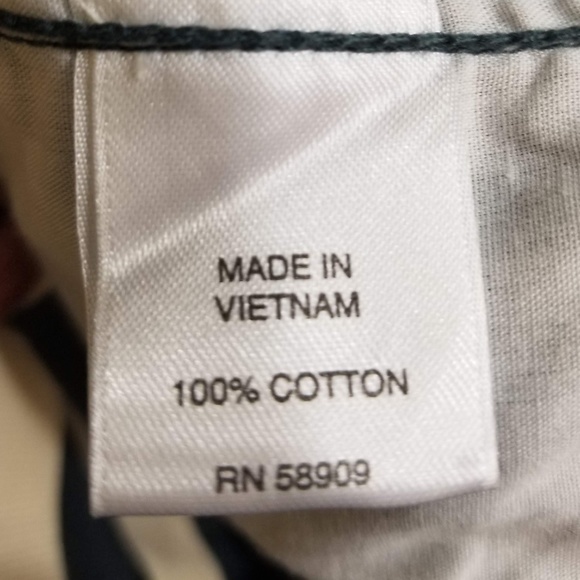 MADE IN
VIETNAM
100% COTTON
RN 58909